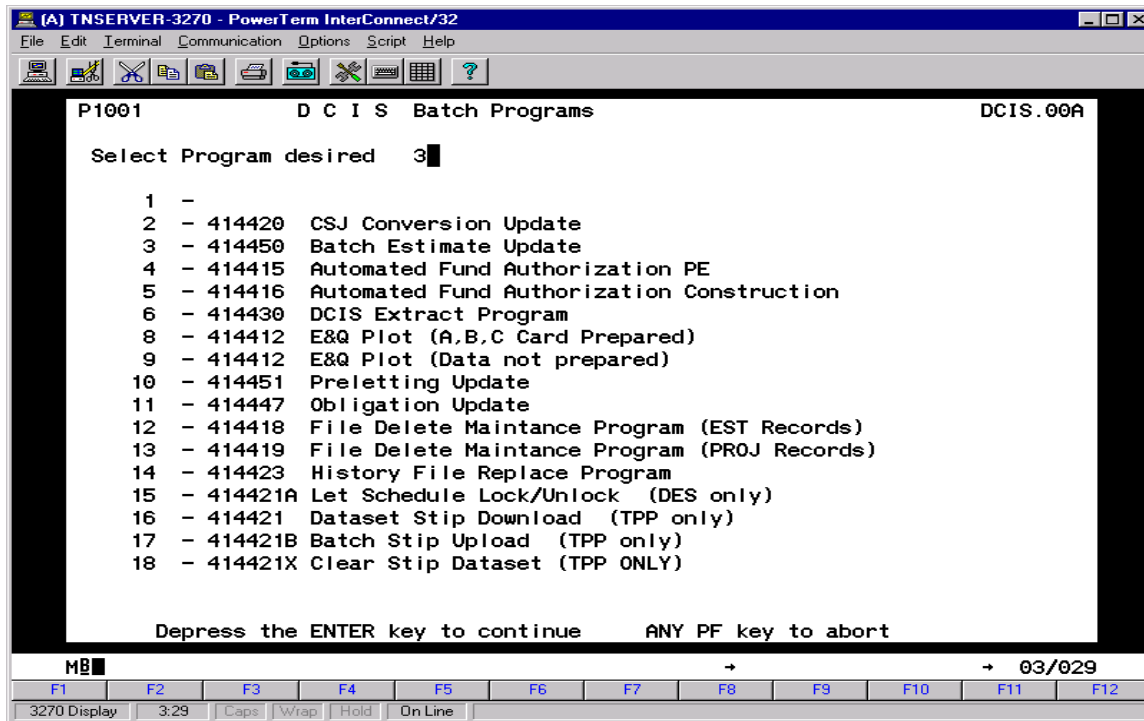 (A) TNSERVER-3270 - PowerTerm InterConnect/32
File Edit Terminal Communication Options Script Help
P1001 D C I S Batch Programs DCIS.00A
Select Program desired 3
1 -
2 - 414420 CSJ Conversion Update
3 - 414450 Batch Estimate Update
4 - 414415 Automated Fund Authorization PE
5 - 414416 Automated Fund Authorization Construction
6 - 414430 DCIS Extract Program
8 - 414412 E&Q Plot (A,B,C Card Prepared)
9 - 414412 E&Q Plot (Data not prepared)
10 - 414451 Preletting Update
11 - 414447 Obligation Update
12 - 414418 File Delete Maintance Program (EST Records)
13 - 414419 File Delete Maintance Program (PROJ Records)
14 - 414423 History File Replace Program
15 - 414421A Let Schedule Lock/Unlock (DES only)
16 - 414421 Dataset Stip Download (TPP only)
17 - 414421B Batch Stip Upload (TPP only)
18 - 414421X Clear Stip Dataset (TPP ONLY)
Depress the ENTER key to continue ANY PF key to abort
MB → → 03/029
F1 F2 F3 F4 F5 F6 F7 F8 F9 F10 F11 F12
3270 Display 3:29 Caps Wrap Hold On Line